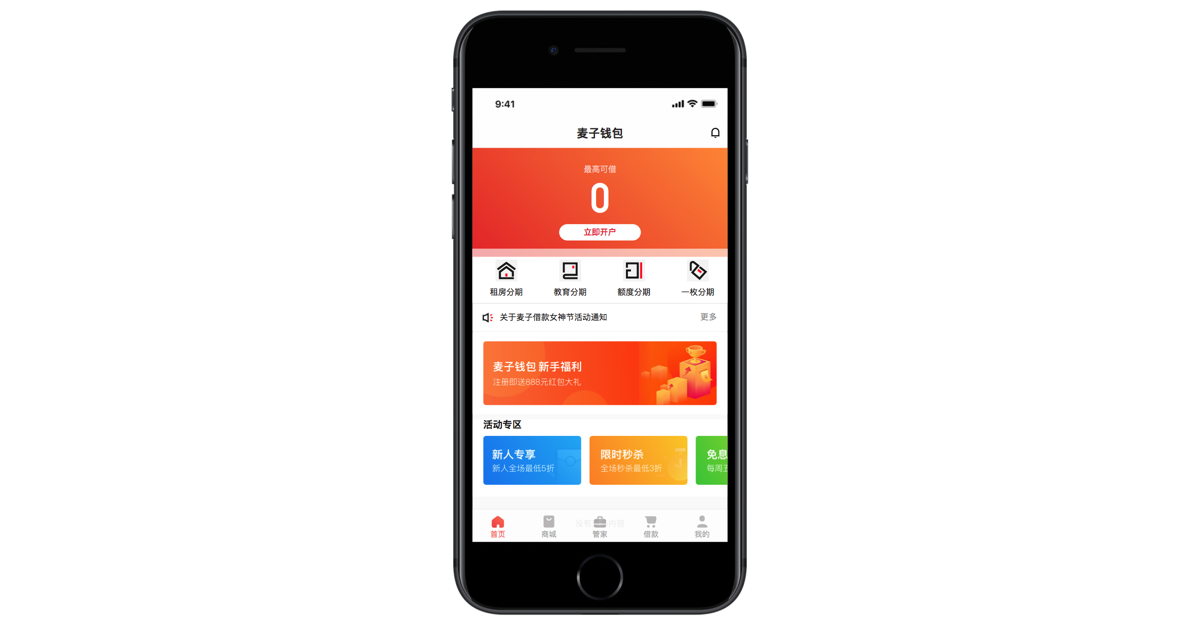 9:41
麦子钱包
最高可借
0
立即开户
租房分期
教育分期
额度分期
一枚分期
关于麦子借款女神节活动通知
更多
麦子钱包 新手福利
注册即送888元红包大礼
活动专区
新人专享
新人全场最低5折
限时秒杀
全场秒杀最低3折
免息
每周五
首页
商城
管家
借款
我的